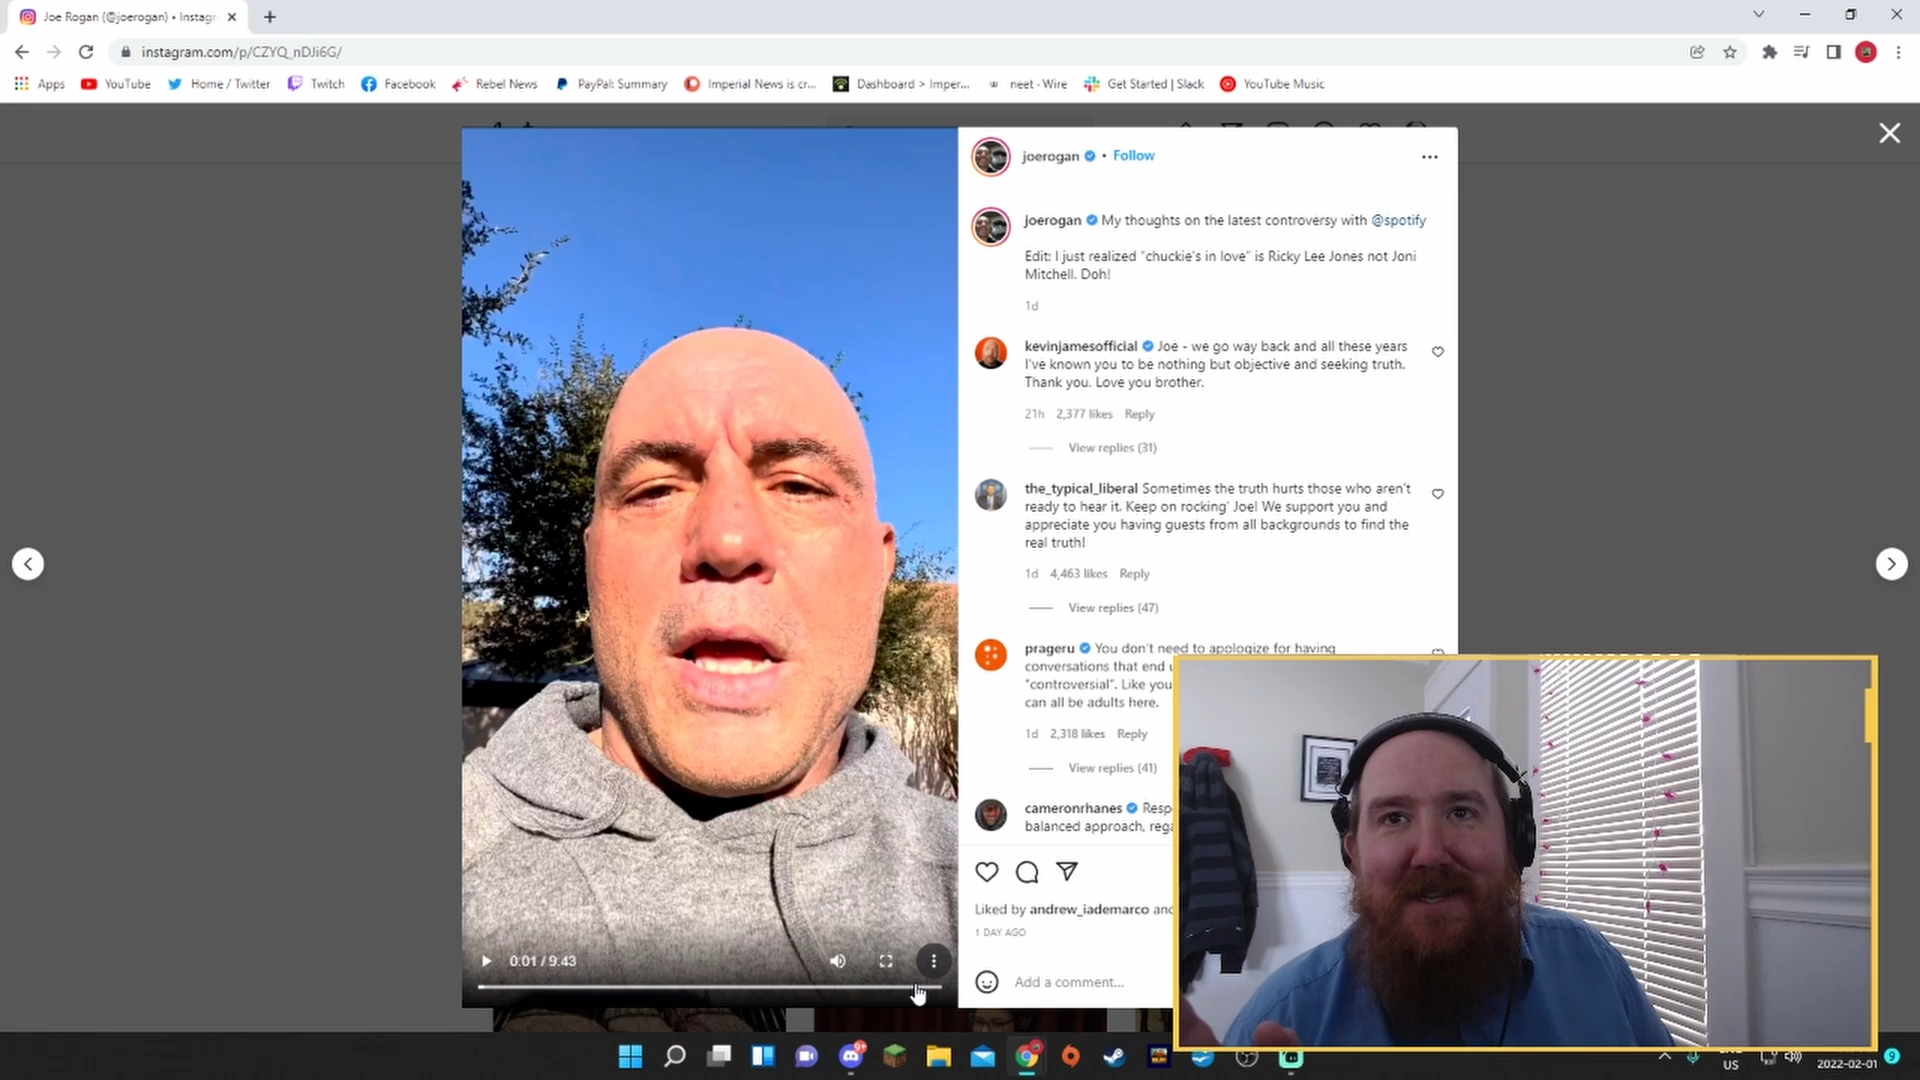 Joe Rogan (@joerogan) • Instagr
instagram.com/p/CZYQ_nDJi6G/
Apps YouTube Home / Twitter Twitch Facebook Rebel News PayPal: Summary Imperial News is cr... Dashboard > Imper... neet - Wire Get Started | Slack YouTube Music
joerogan • Follow
joerogan My thoughts on the latest controversy with @spotify
Edit: I just realized "chuckie's in love" is Ricky Lee Jones not Joni
Mitchell. Doh!
1d
kevinjamesofficial Joe - we go way back and all these years
I've known you to be nothing but objective and seeking truth.
Thank you. Love you brother.
21h 2,377 likes Reply
View replies (31)
the_typical_liberal Sometimes the truth hurts those who aren't
ready to hear it. Keep on rocking' Joe! We support you and
appreciate you having guests from all backgrounds to find the
real truth!
1d 4,463 likes Reply
View replies (47)
prageru You don't need to apologize for having
conversations that end u
"controversial". Like you
can all be adults here.
1d 2,318 likes Reply
View replies (41)
cameronrhanes Resp
balanced approach, rega
Liked by andrew_iademarco and
1 DAY AGO
0:01 / 9:43
Add a comment...
9+
ENG
US
2022-02-01
9